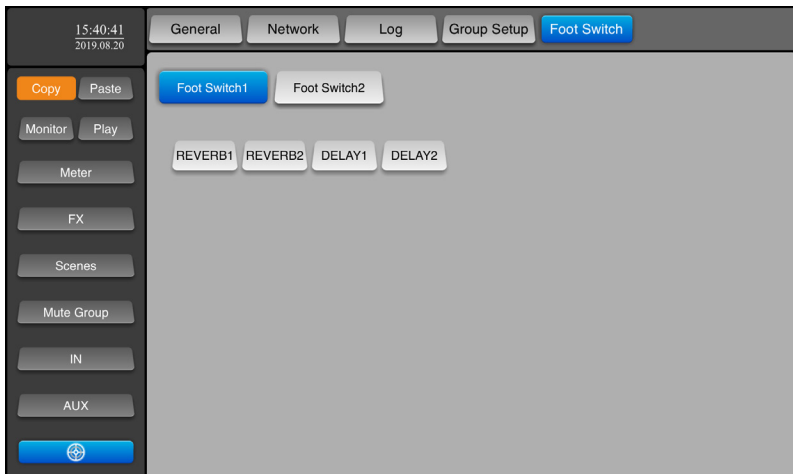 15:40:41
2019.08.20
General Network Log Group Setup Foot Switch
Copy Paste
Monitor Play
Meter
FX
Scenes
Mute Group
IN
AUX
Foot Switch1 Foot Switch2
REVERB1 REVERB2 DELAY1 DELAY2